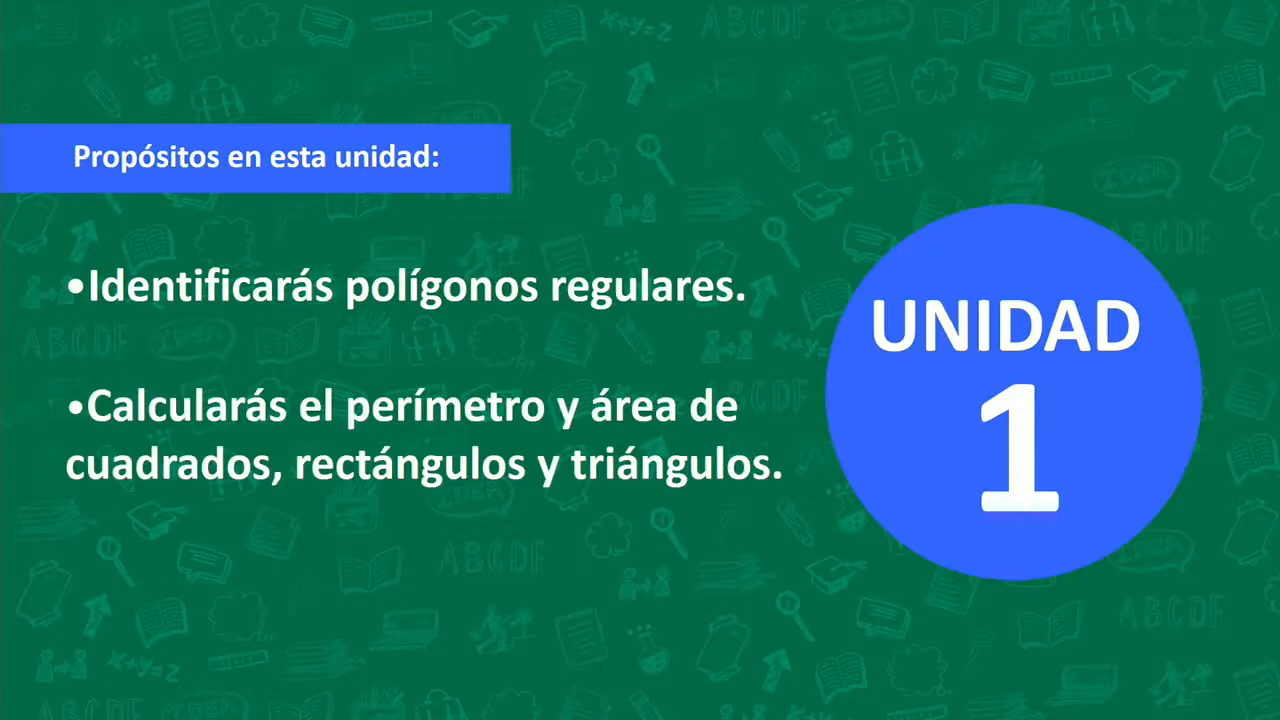 Propósitos en esta unidad:
•Identificarás polígonos regulares.
•Calcularás el perímetro y área de
cuadrados, rectángulos y triángulos.
UNIDAD
1